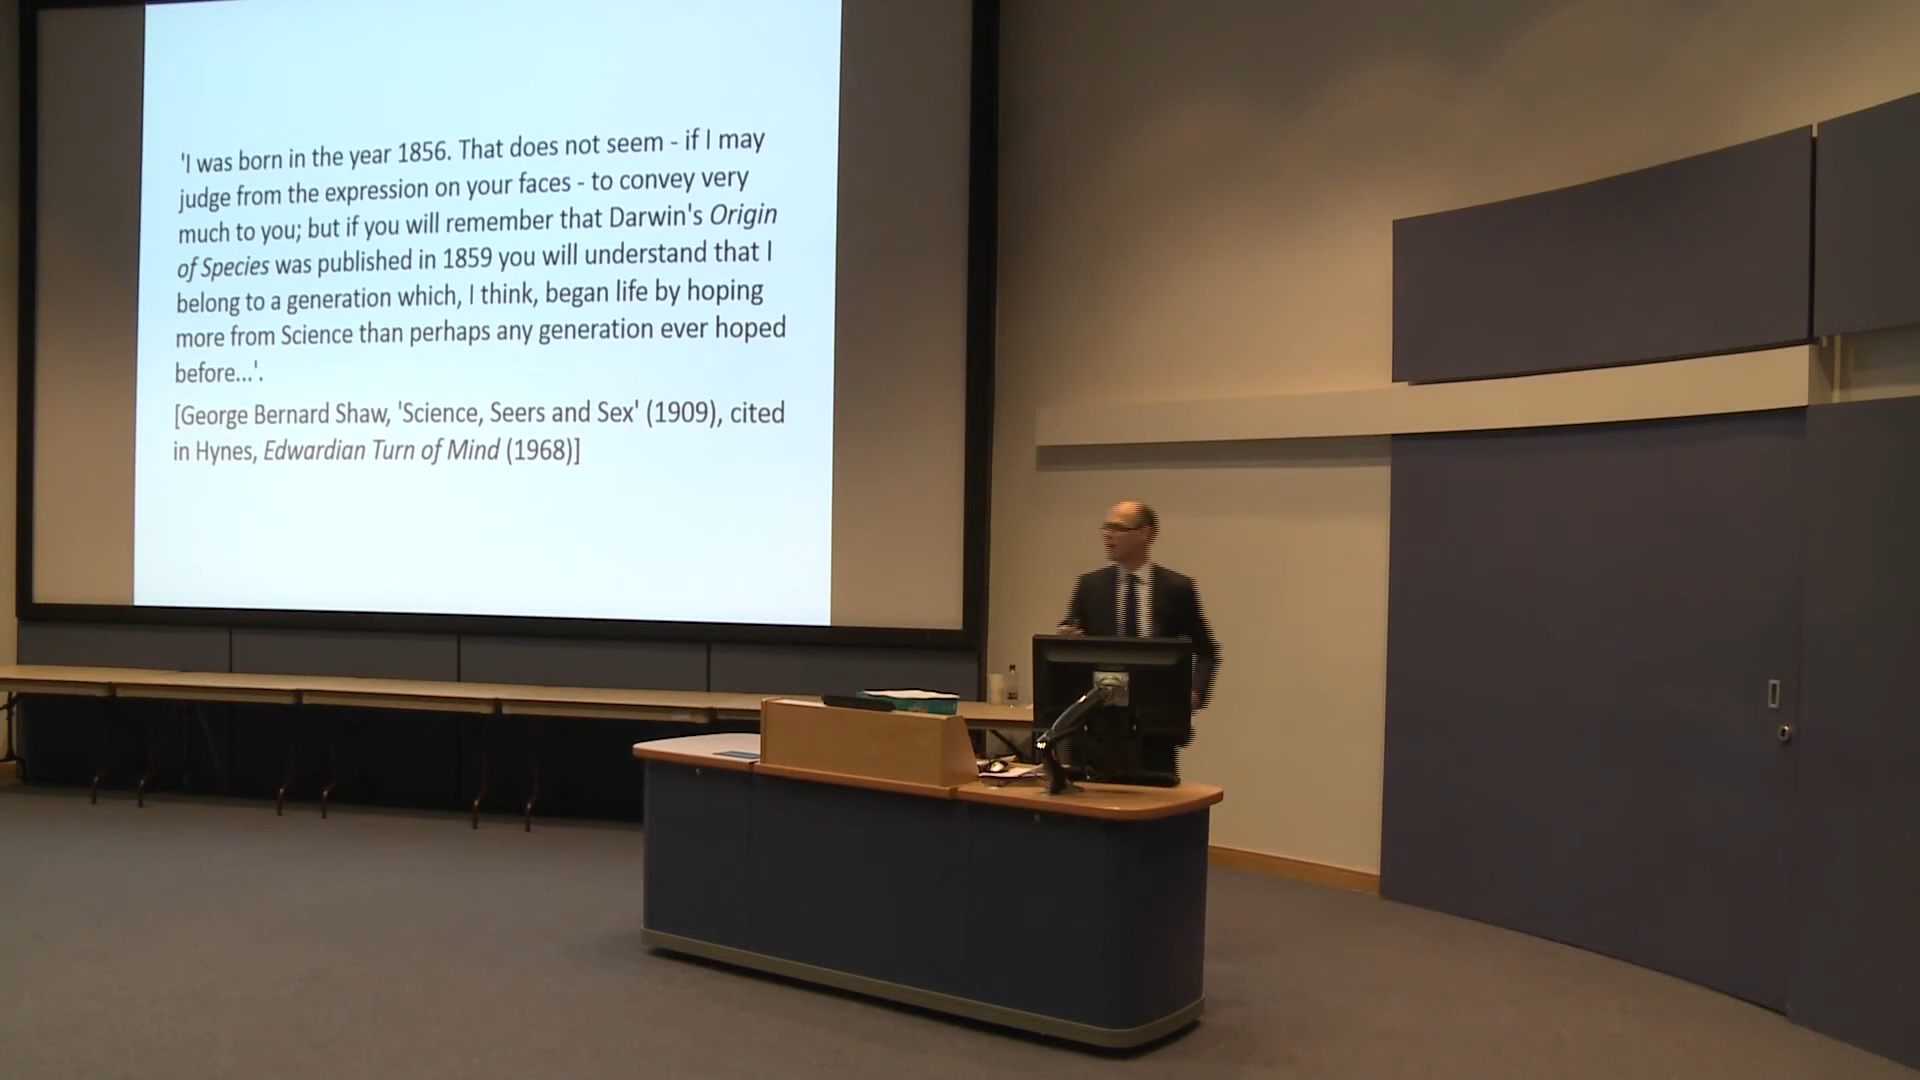 'I was born in the year 1856. That does not seem - if I may
judge from the expression on your faces - to convey very
much to you; but if you will remember that Darwin's Origin
of Species was published in 1859 you will understand that I
belong to a generation which, I think, began life by hoping
more from Science than perhaps any generation ever hoped
before...'.
[George Bernard Shaw, 'Science, Seers and Sex' (1909), cited
in Hynes, Edwardian Turn of Mind (1968)]